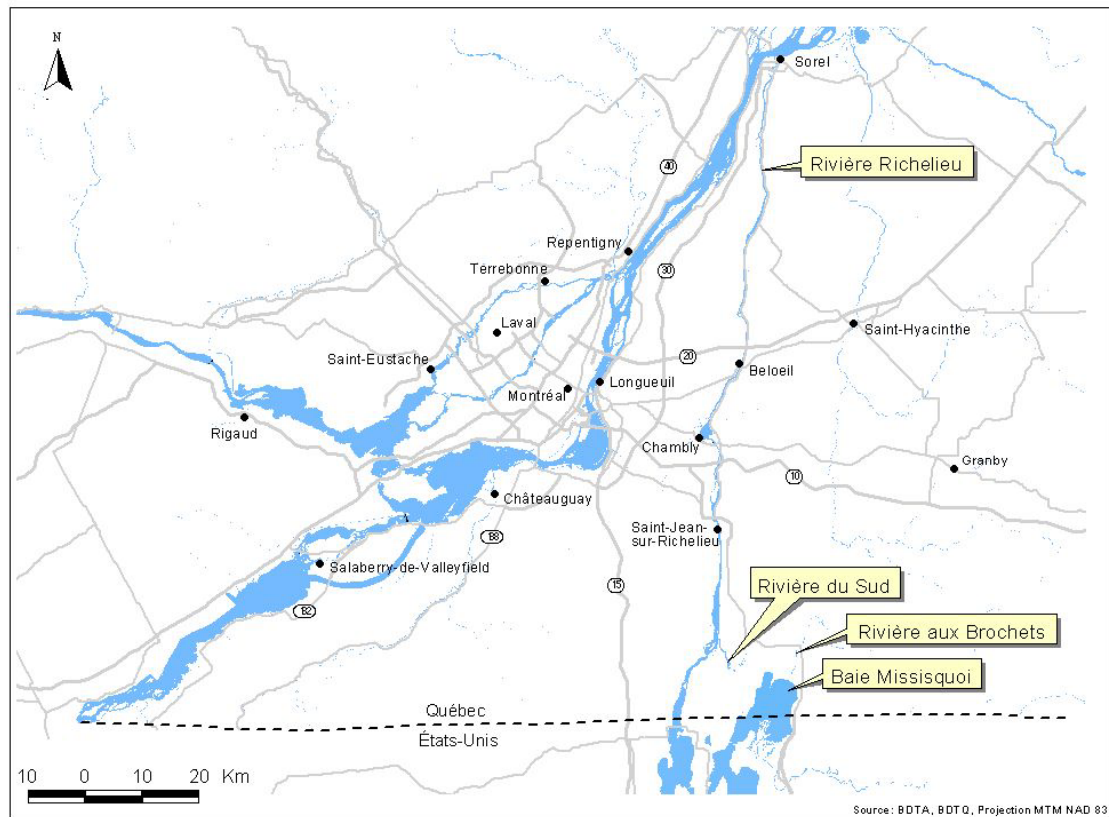 N
Sorel
Rivière Richelieu
40
Repentigny
Terrebonne
30
Laval
Saint-Hyacinthe
Saint-Eustache
20
Beloeil
Longueuil
Montréal
Rigaud
Chambly
Granby
10
Châteauguay
Saint-Jean-
sur-Richelieu
138
Salaberry-de-Valleyfield
15
Rivière du Sud
132
Rivière aux Brochets
Baie Missisquoi
Québec
États-Unis
10 0 10 20 Km
Source: BDTA, BDTQ, Projection MTM NAD 83